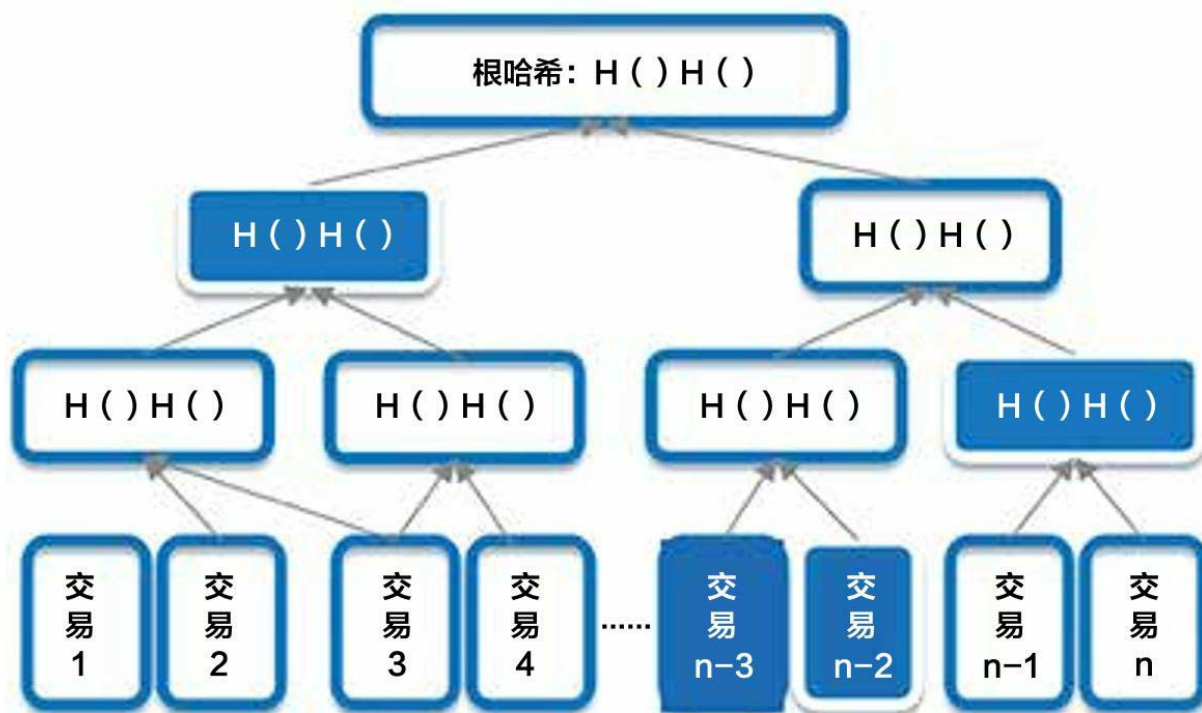 根哈希：H ( ) H ( )
H ( ) H ( )
H ( ) H ( )
H ( ) H ( )
H ( ) H ( )
H ( ) H ( )
H ( ) H ( )
交
易
1
交
易
2
交
易
3
交
易
4
......
交
易
n-3
交
易
n-2
交
易
n-1
交
易
n